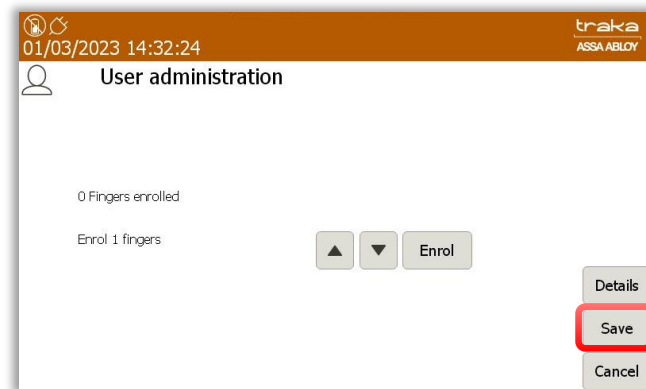 traka
01/03/2023 14:32:24
ASSA ABLOY
User administration
0 Fingers enrolled
Enrol 1 fingers
Enrol
Details
Save
Cancel